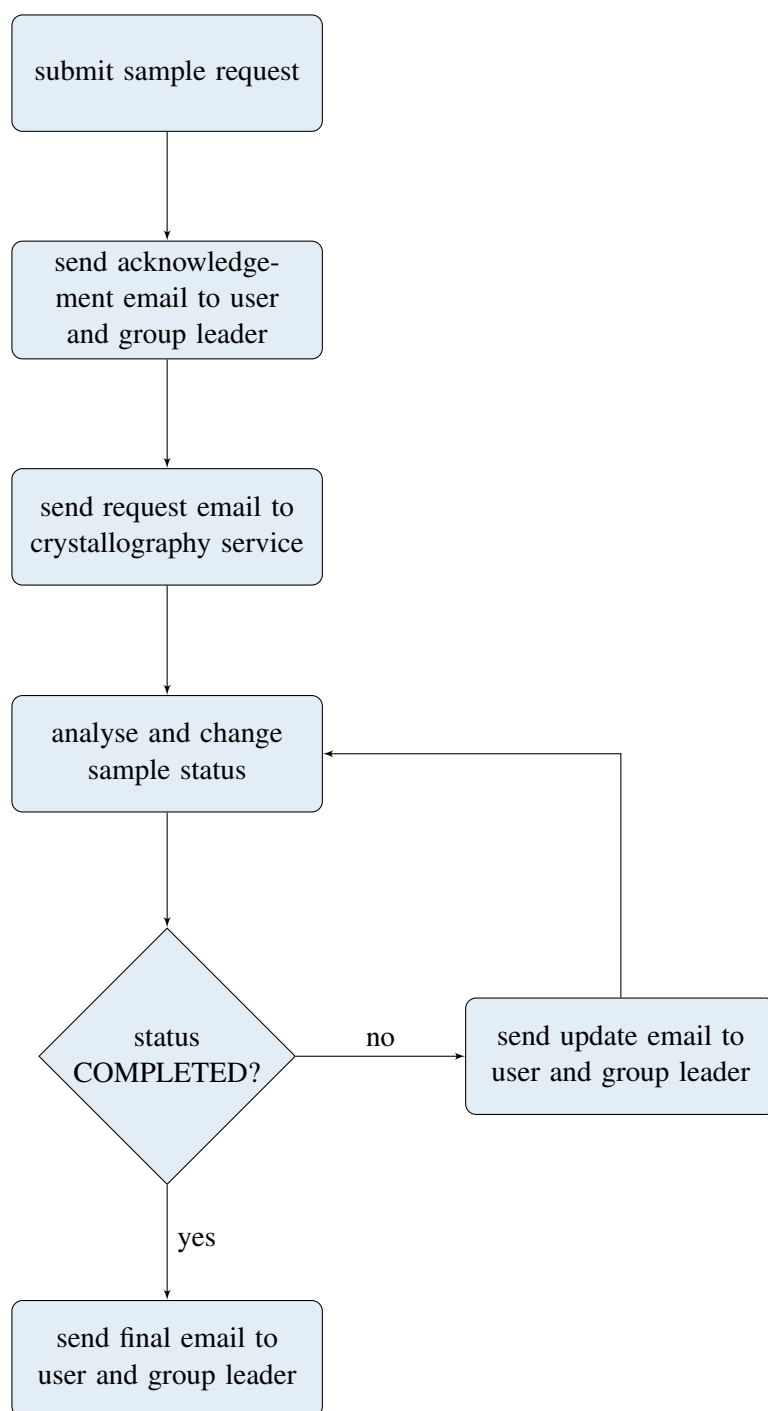 submit sample request
send acknowledge-
ment email to user
and group leader
send request email to
crystallography service
analyse and change
sample status
status
COMPLETED?
no
send update email to
user and group leader
yes
send final email to
user and group leader